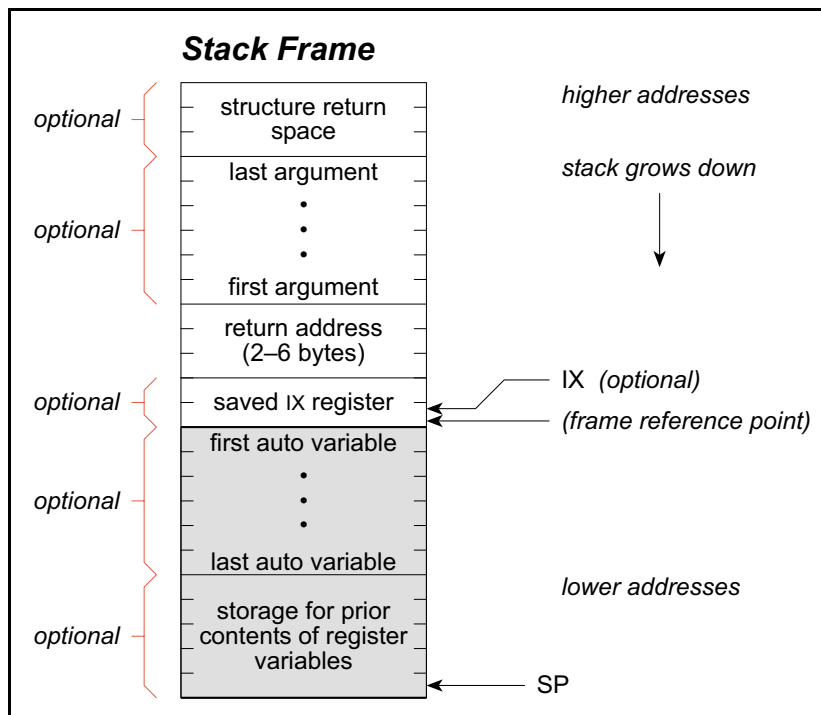 Stack Frame
higher addresses
optional
structure return
space
last argument
stack grows down
optional
first argument
return address
(2–6 bytes)
IX (optional)
optional
saved IX register
(frame reference point)
first auto variable
optional
last auto variable
lower addresses
storage for prior
optional
contents of register
variables
SP